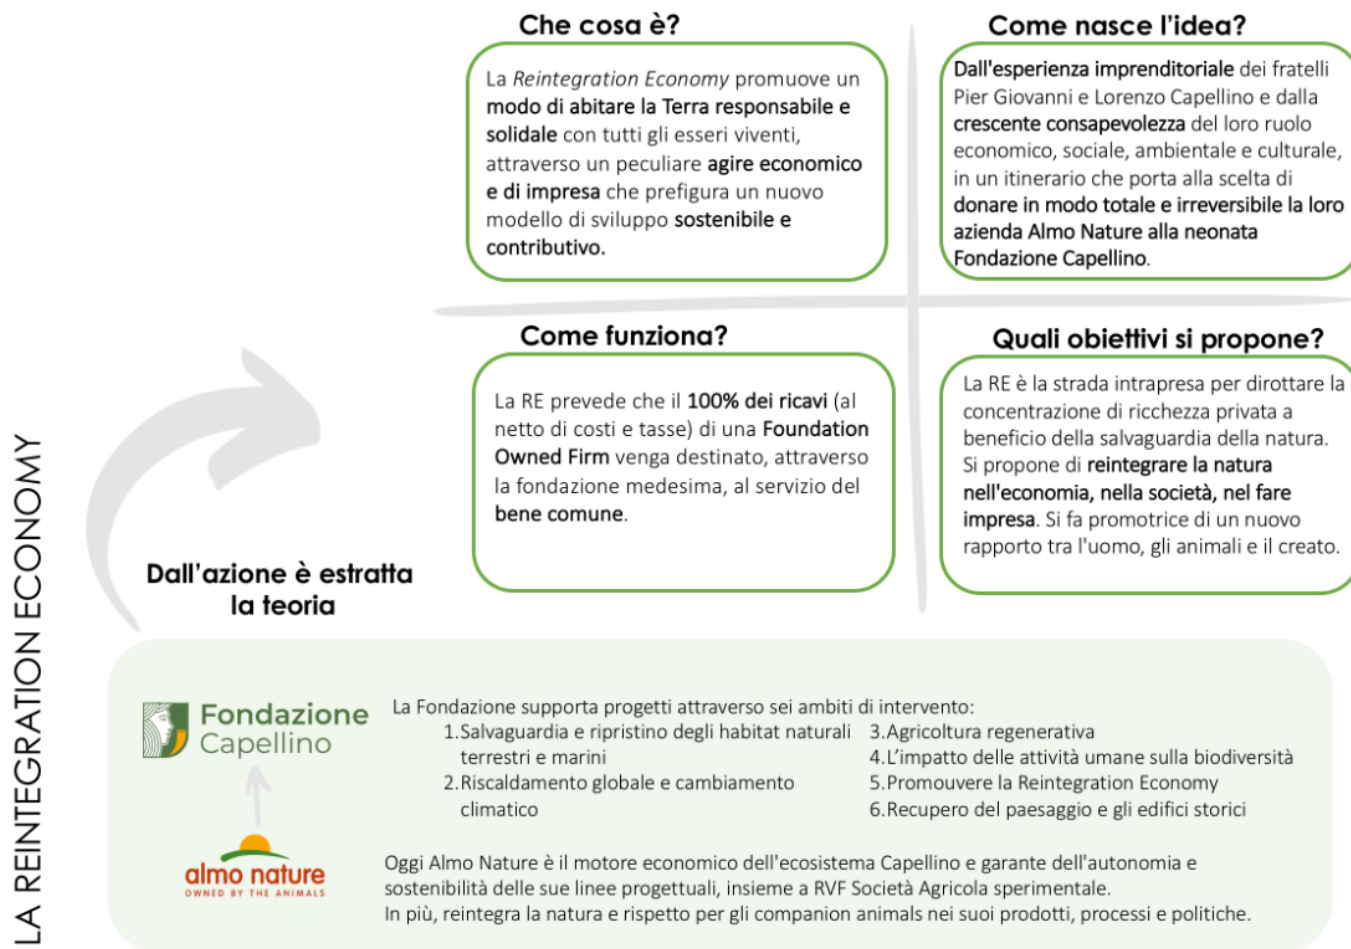 LA REINTEGRATION ECONOMY
Che cosa è?
La Reintegration Economy promuove un
modo di abitare la Terra responsabile e
solidale con tutti gli esseri viventi,
attraverso un peculiare agire economico
e di impresa che prefigura un nuovo
modello di sviluppo sostenibile e
contributivo.
Come nasce l'idea?
Dall'esperienza imprenditoriale dei fratelli
Pier Giovanni e Lorenzo Capellino e dalla
crescente consapevolezza del loro ruolo
economico, sociale, ambientale e culturale,
in un itinerario che porta alla scelta di
donare in modo totale e irreversibile la loro
azienda Almo Nature alla neonata
Fondazione Capellino.
Come funziona?
La RE prevede che il 100% dei ricavi (al
netto di costi e tasse) di una Foundation
Owned Firm venga destinato, attraverso
la fondazione medesima, al servizio del
bene comune.
Quali obiettivi si propone?
La RE è la strada intrapresa per dirottare la
concentrazione di ricchezza privata a
beneficio della salvaguardia della natura.
Si propone di reintegrare la natura
nell'economia, nella società, nel fare
impresa. Si fa promotrice di un nuovo
rapporto tra l'uomo, gli animali e il creato.
Dall'azione è estratta
la teoria
Fondazione
Capellino
almo nature
OWNED BY THE ANIMALS
La Fondazione supporta progetti attraverso sei ambiti di intervento:
1.Salvaguardia e ripristino degli habitat naturali
terrestri e marini
2.Riscaldamento globale e cambiamento
climatico
3.Agricoltura regenerativa
4.L'impatto delle attività umane sulla biodiversità
5.Promouvere la Reintegration Economy
6.Recupero del paesaggio e gli edifici storici
Oggi Almo Nature è il motore economico dell'ecosistema Capellino e garante dell'autonomia e
sostenibilità delle sue linee progettuali, insieme a RVF Società Agricola sperimentale.
In più, reintegra la natura e rispetto per gli companion animals nei suoi prodotti, processi e politiche.